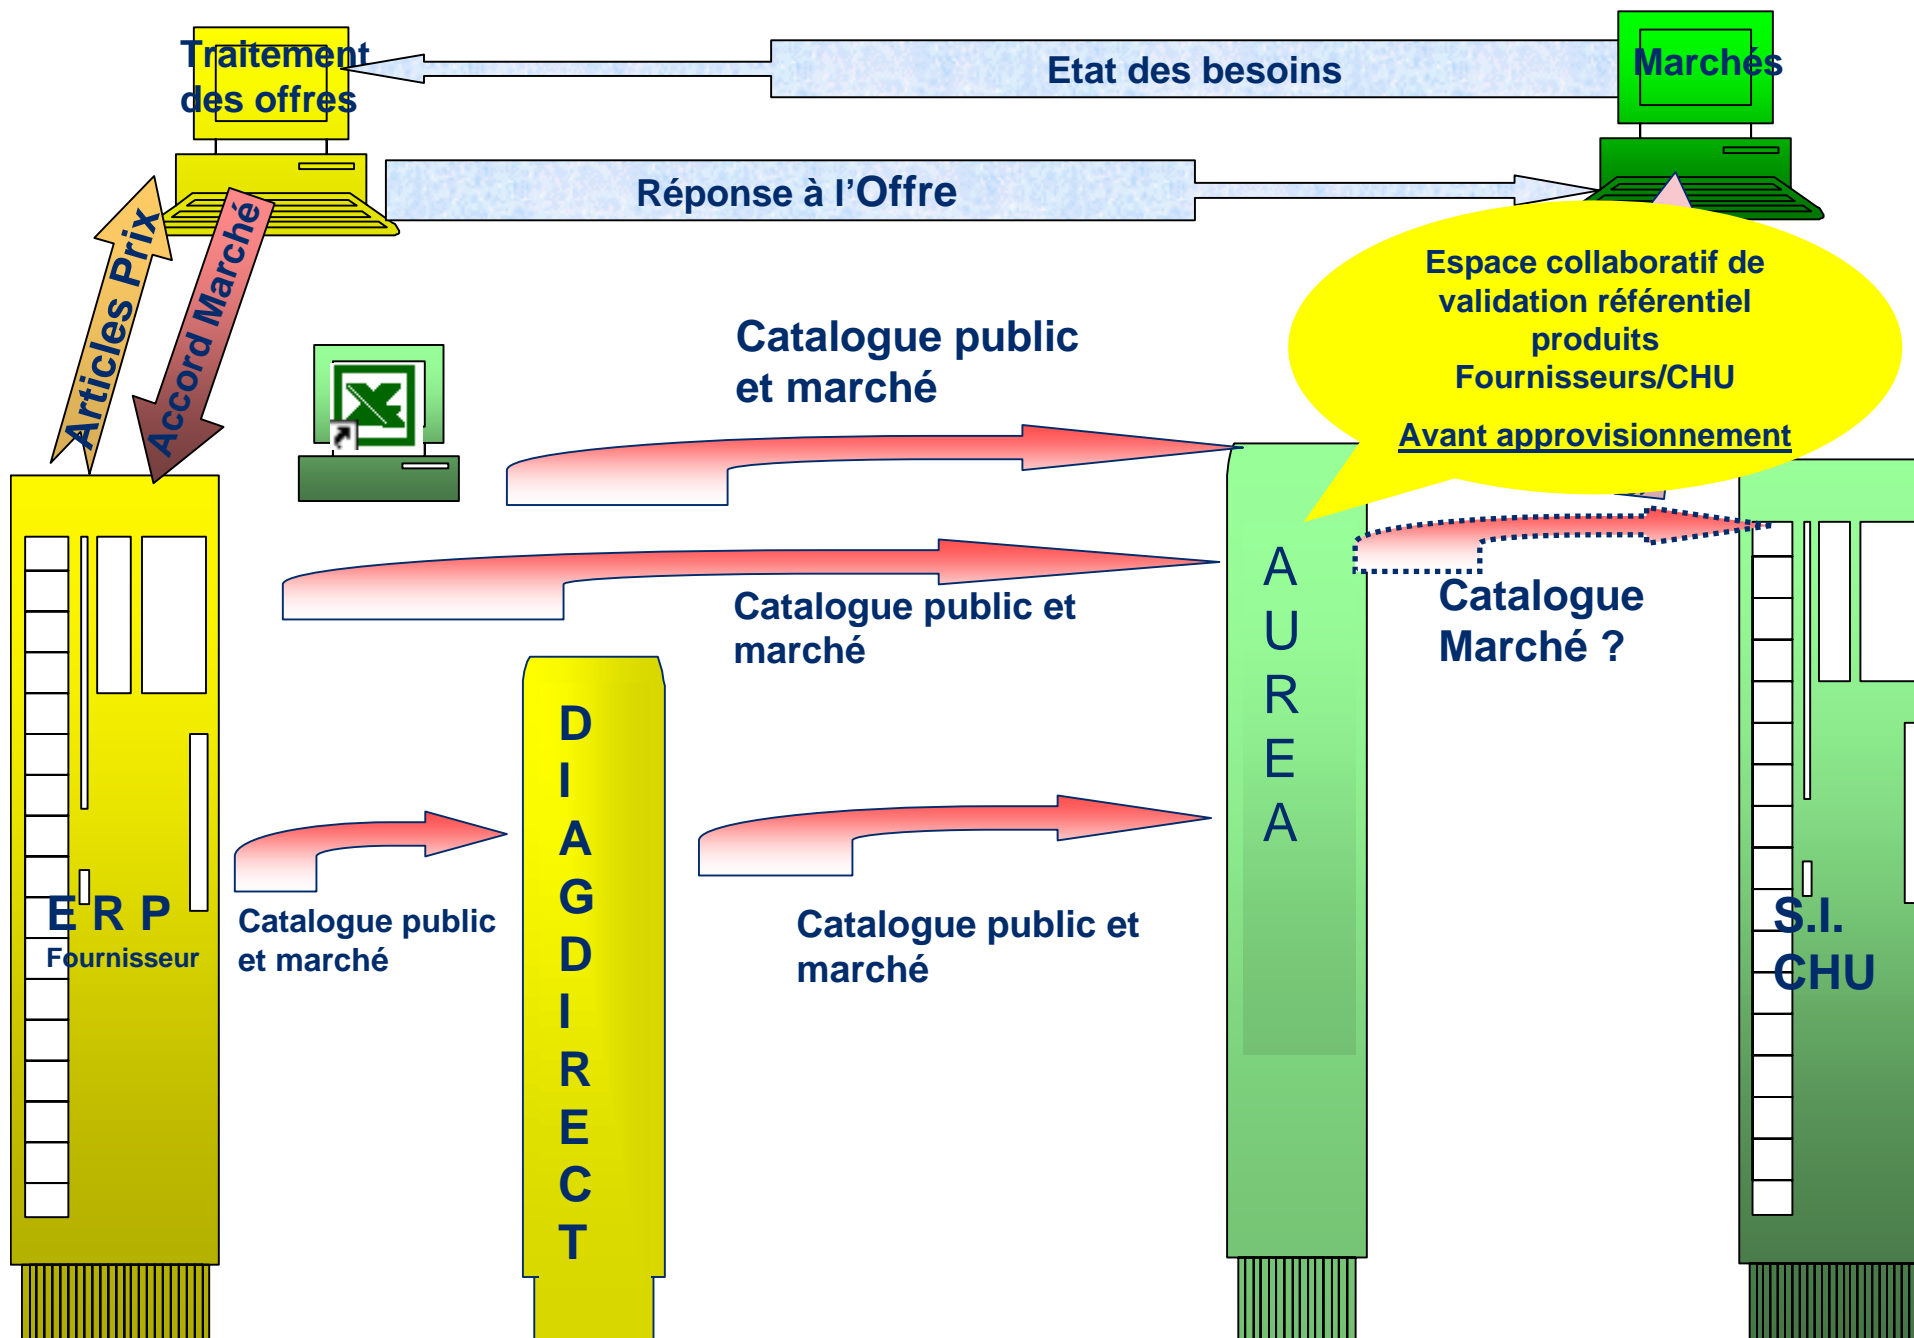 Traitement
des offres
Etat des besoins
Marchés
Réponse à l’Offre
Articles Prix
Accord Marché
Espace collaboratif de
validation référentiel
produits
Fournisseurs/CHU
Avant approvisionnement
Catalogue public
et marché
Catalogue public et
marché
AUREA
Catalogue
Marché ?
DIAGDIRECT
E R P
Fournisseur
Catalogue public
et marché
Catalogue public et
marché
S.I.
CHU